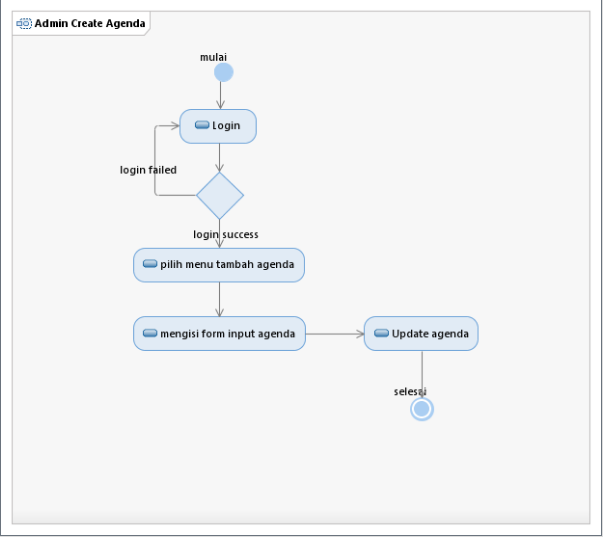 Admin Create Agenda
mulai
Login
login failed
login success
pilih menu tambah agenda
mengisi form input agenda
Update agenda
selesai